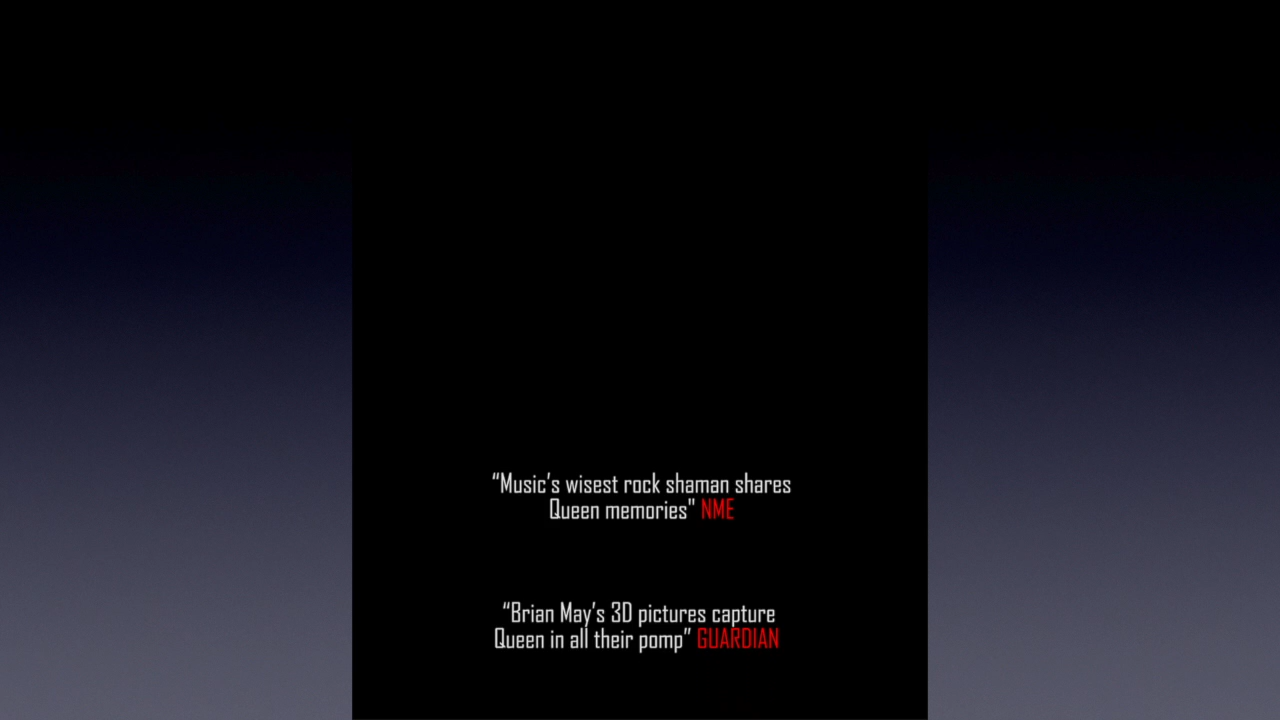 “Music’s wisest rock shaman shares
Queen memories" NME
“Brian May’s 3D pictures capture
Queen in all their pomp” GUARDIAN